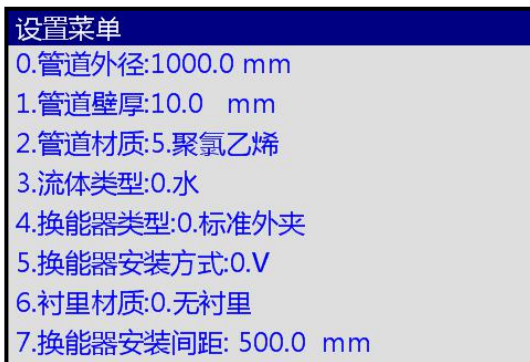 设置菜单
0.管道外径:1000.0 mm
1.管道壁厚:10.0 mm
2.管道材质:5.聚氯乙烯
3.流体类型:0.水
4.换能器类型:0.标准外夹
5.换能器安装方式:0.V
6.衬里材质:0.无衬里
7.换能器安装间距: 500.0 mm